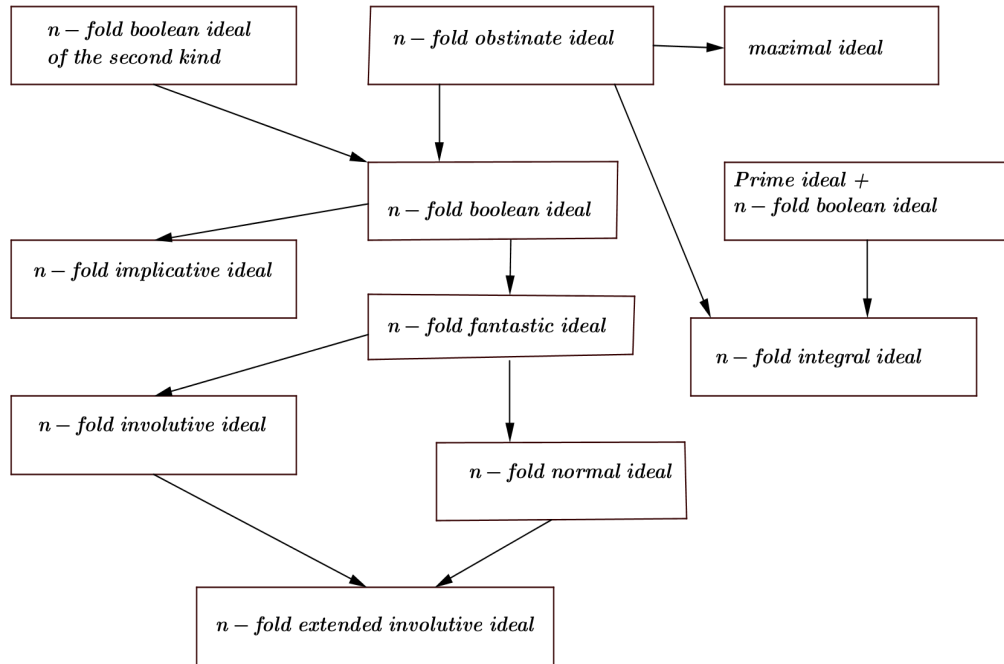 n − fold boolean ideal
of the second kind
n − fold obstinate ideal
maximal ideal
n − fold boolean ideal
Prime ideal +
n − fold boolean ideal
n − fold implicative ideal
n − fold fantastic ideal
n − fold integral ideal
n − fold involutive ideal
n − fold normal ideal
n − fold extended involutive ideal